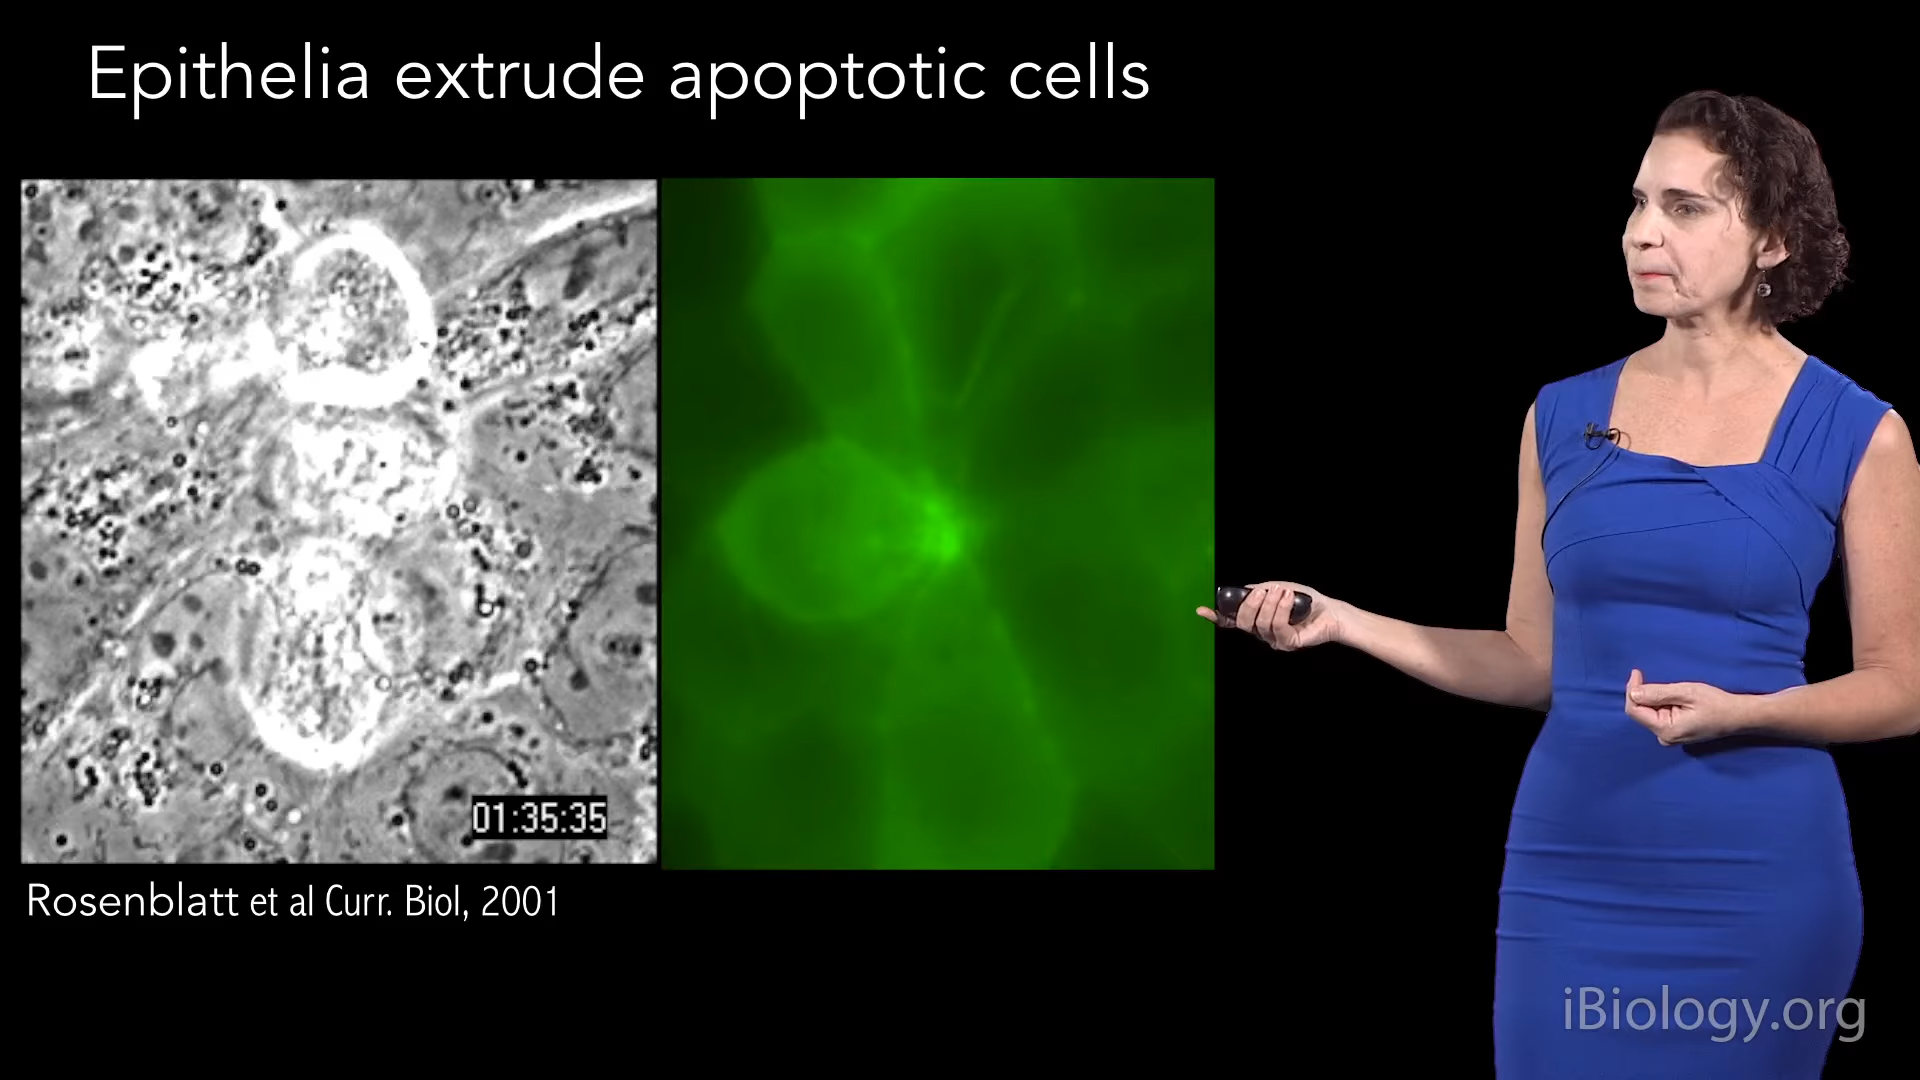 Epithelia extrude apoptotic cells
01:35:35
Rosenblatt et al Curr. Biol, 2001
iBiology.org